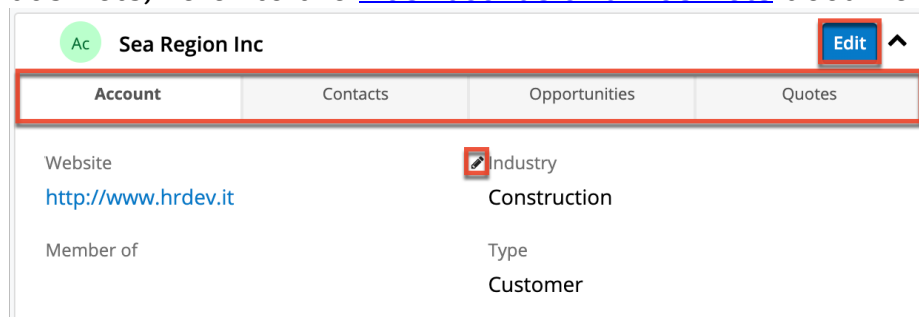 Ac Sea Region Inc Edit
Account Contacts Opportunities Quotes
Website Industry
http://www.hrdev.it Construction
Member of Type
Customer